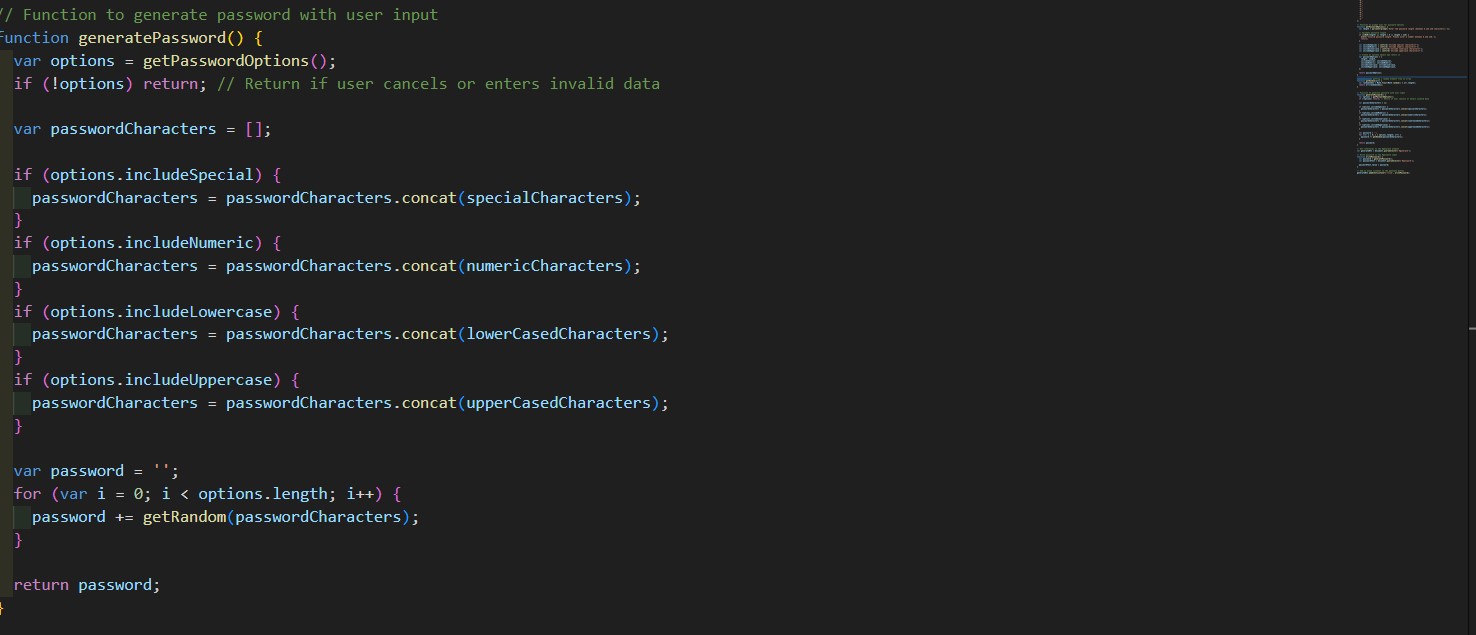 // Function to generate password with user input
function generatePassword() {
  var options = getPasswordOptions();
  if (!options) return; // Return if user cancels or enters invalid data

  var passwordCharacters = [];

  if (options.includeSpecial) {
    passwordCharacters = passwordCharacters.concat(specialCharacters);
  }
  if (options.includeNumeric) {
    passwordCharacters = passwordCharacters.concat(numericCharacters);
  }
  if (options.includeLowercase) {
    passwordCharacters = passwordCharacters.concat(lowerCasedCharacters);
  }
  if (options.includeUppercase) {
    passwordCharacters = passwordCharacters.concat(upperCasedCharacters);
  }

  var password = '';
  for (var i = 0; i < options.length; i++) {
    password += getRandom(passwordCharacters);
  }

  return password;
}